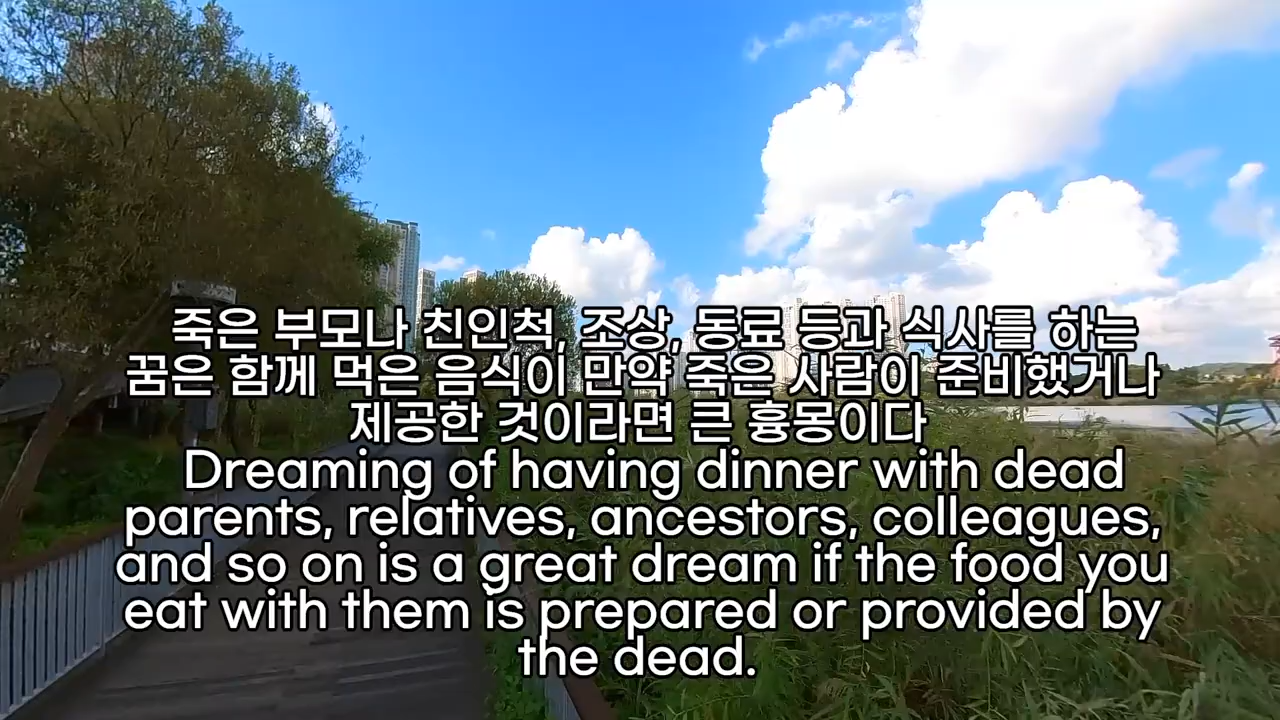 죽은 부모나 친인척, 조상, 동료 등과 식사를 하는
꿈은 함께 먹은 음식이 만약 죽은 사람이 준비했거나
제공한 것이라면 큰 흉몽이다
Dreaming of having dinner with dead
parents, relatives, ancestors, colleagues,
and so on is a great dream if the food you
eat with them is prepared or provided by
the dead.